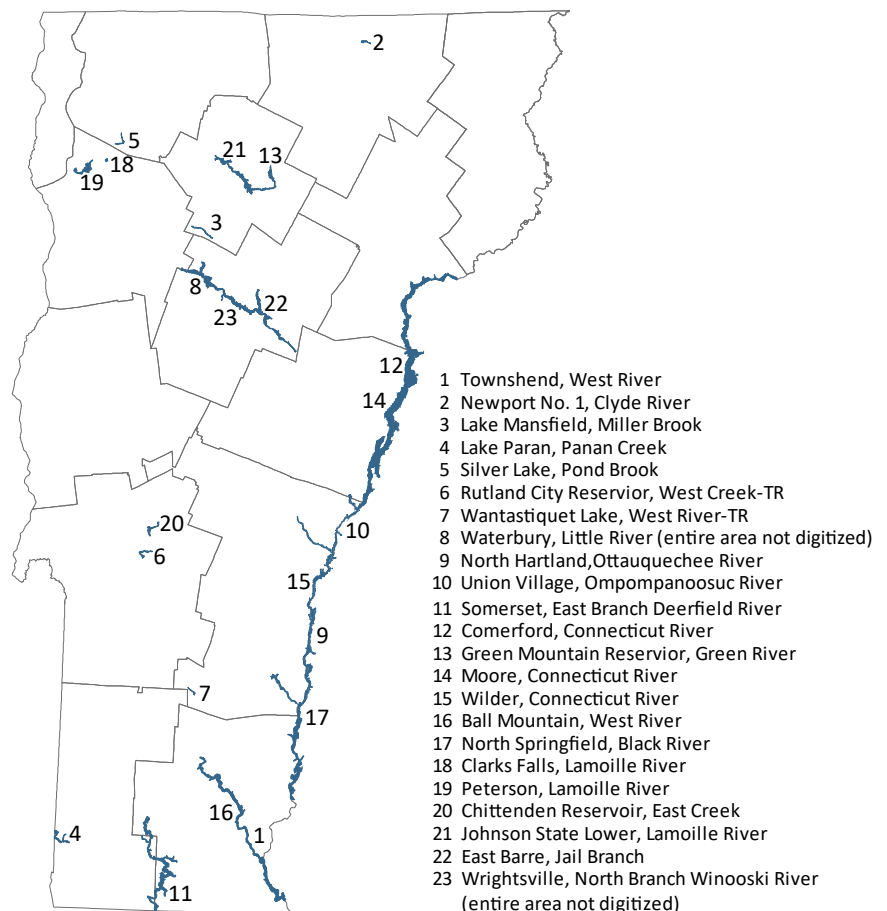 2
5
18
19
21
13
3
8
22
23
12
14
20
6
10
15
9
7
17
16
1
4
11
1 Townshend, West River
2 Newport No. 1, Clyde River
3 Lake Mansfield, Miller Brook
4 Lake Paran, Panan Creek
5 Silver Lake, Pond Brook
6 Rutland City Reservior, West Creek-TR
7 Wantastiquet Lake, West River-TR
8 Waterbury, Little River (entire area not digitized)
9 North Hartland,Ottauquechee River
10 Union Village, Ompompanoosuc River
11 Somerset, East Branch Deerfield River
12 Comerford, Connecticut River
13 Green Mountain Reservior, Green River
14 Moore, Connecticut River
15 Wilder, Connecticut River
16 Ball Mountain, West River
17 North Springfield, Black River
18 Clarks Falls, Lamoille River
19 Peterson, Lamoille River
20 Chittenden Reservoir, East Creek
21 Johnson State Lower, Lamoille River
22 East Barre, Jail Branch
23 Wrightsville, North Branch Winooski River
(entire area not digitized)